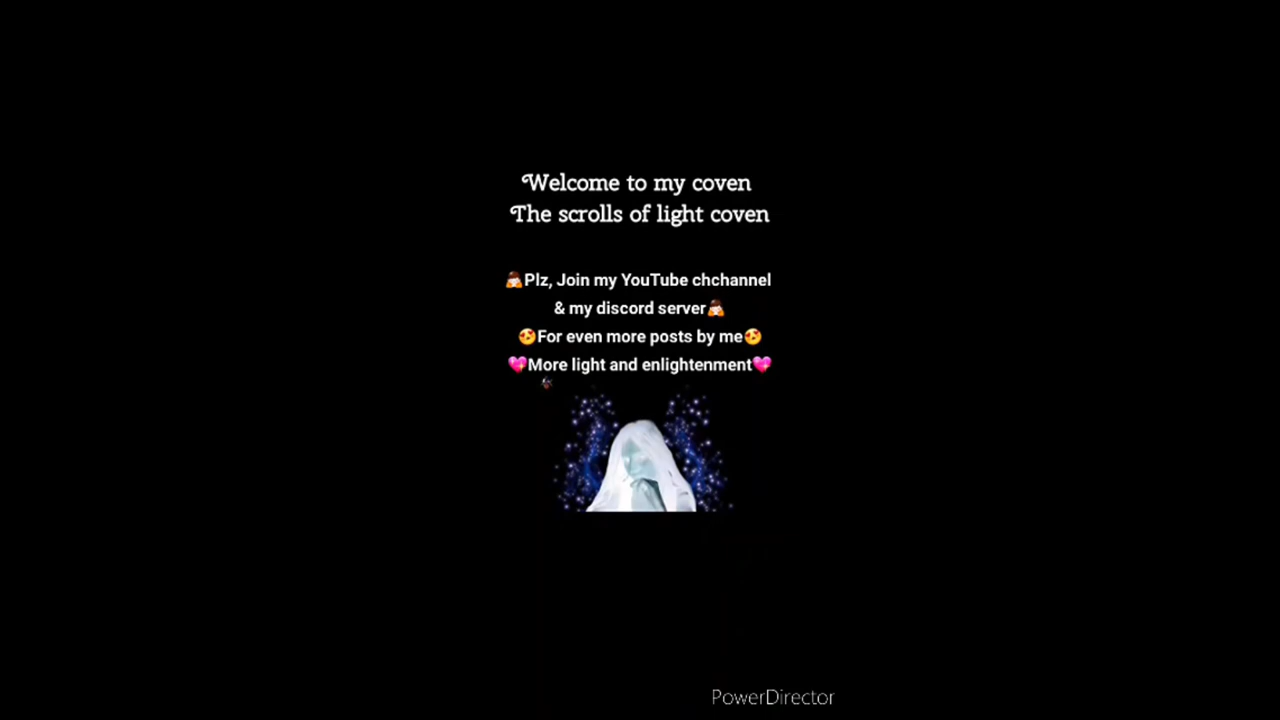 Welcome to my coven
The scrolls of light coven
🙏Plz, Join my YouTube chchannel
& my discord server🙏
😍For even more posts by me😍
💖More light and enlightenment💖
PowerDirector